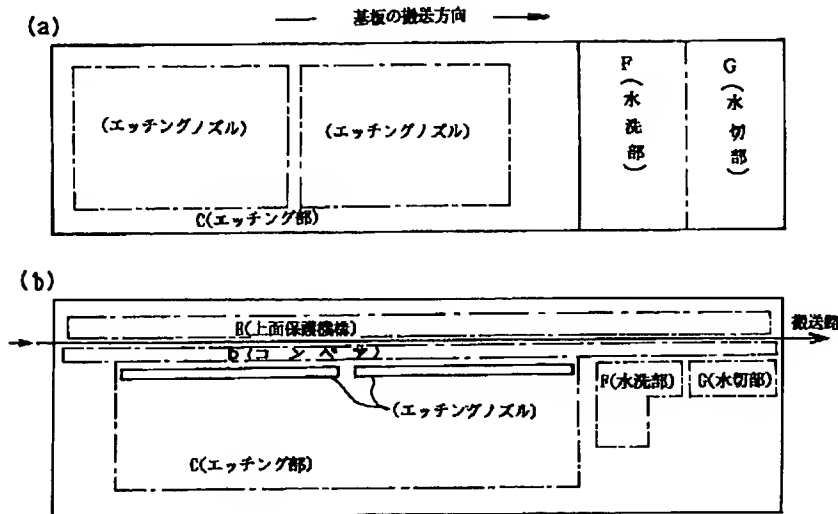 (a)
基板の搬送方向
(エッチングノズル)
(エッチングノズル)
C(エッチング部)
F(水洗部)
G(水切部)
(b)
搬送路
H(上面保護機構)
D(コンベア)
(エッチングノズル)
C(エッチング部)
F(水洗部)
G(水切部)